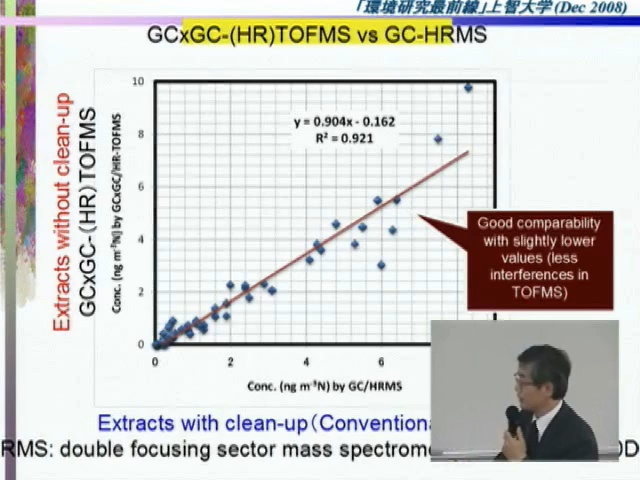 「環境研究最前線」上智大学 (Dec 2008)
GCxGC-(HR)TOFMS vs GC-HRMS
Extracts without clean-up
GCxGC-(HR)TOFMS
Conc. (ng m⁻³N) by GCxGC/HR-TOFMS
10
8
6
4
2
0
y = 0.904x - 0.162
R² = 0.921
Good comparability
with slightly lower
values (less
interferences in
TOFMS)
0 2 4 6
Conc. (ng m⁻³N) by GC/HRMS
Extracts with clean-up(Conventiona
RMS: double focusing sector mass spectrome